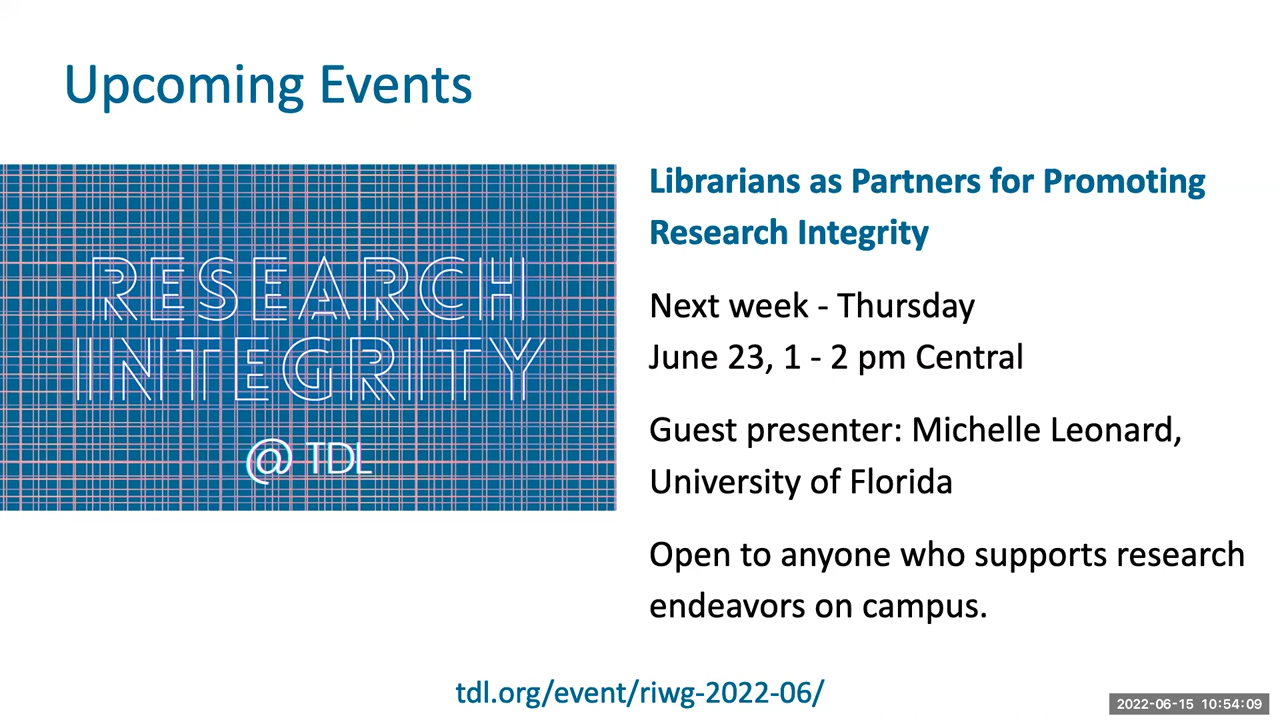 Upcoming Events
RESEARCH
INTEGRITY
@ TDL
Librarians as Partners for Promoting
Research Integrity
Next week - Thursday
June 23, 1 - 2 pm Central
Guest presenter: Michelle Leonard,
University of Florida
Open to anyone who supports research
endeavors on campus.
tdl.org/event/riwg-2022-06/
2022-06-15 10:54:09